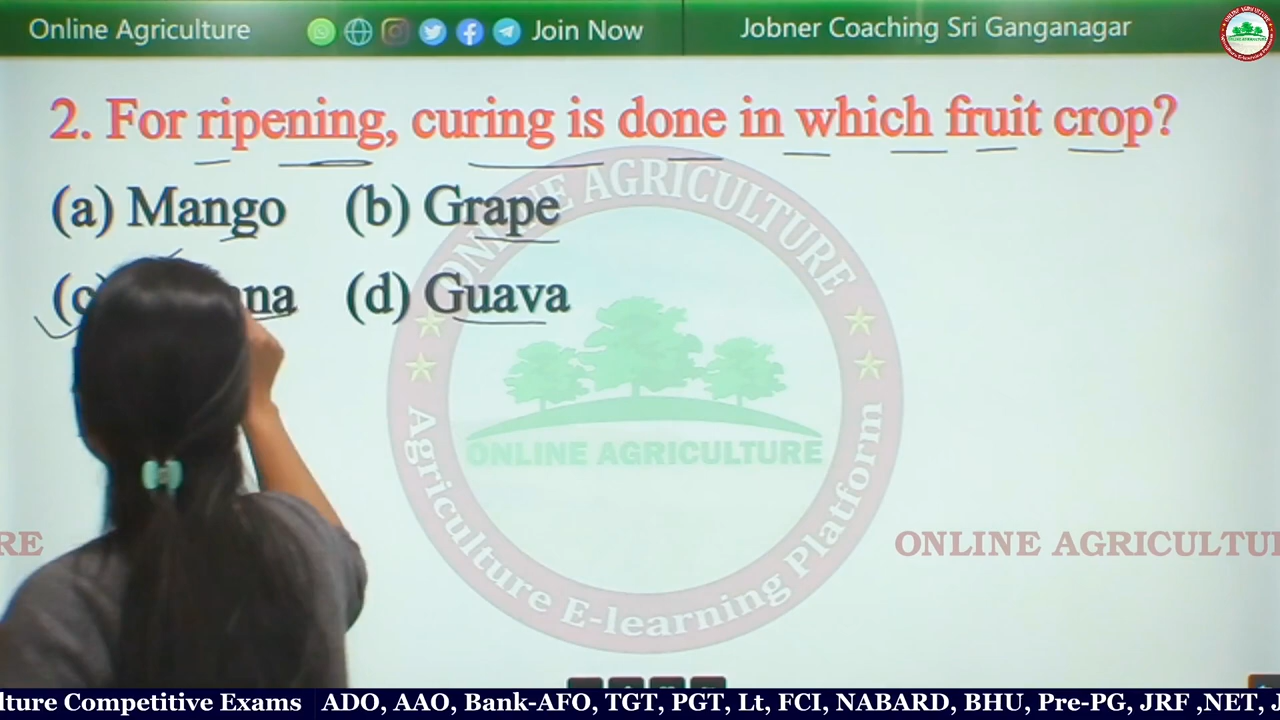 Online Agriculture Join Now Jobner Coaching Sri Ganganagar
2. For ripening, curing is done in which fruit crop?
(a) Mango (b) Grape
(d) Guava
ONLINE AGRICULTURE
ONLINE AGRICULTURE
Agriculture E-learning Platform
RE ONLINE AGRICULTU
lture Competitive Exams ADO, AAO, Bank-AFO, TGT, PGT, Lt, FCI, NABARD, BHU, Pre-PG, JRF ,NET,